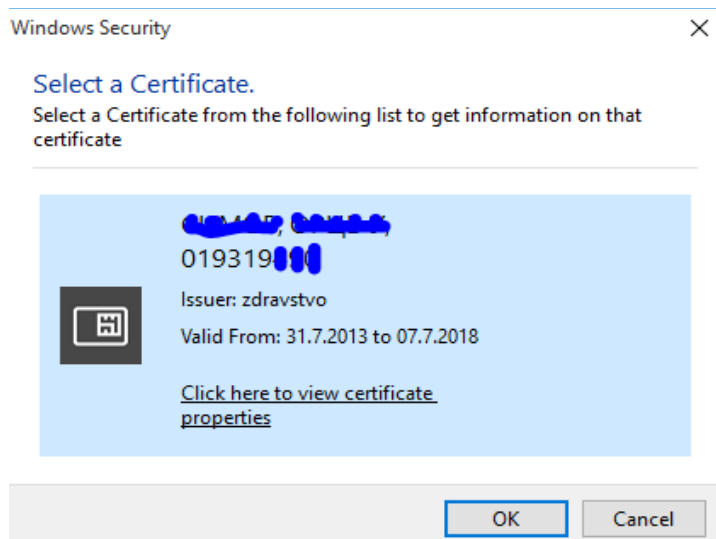 Windows Security
Select a Certificate.
Select a Certificate from the following list to get information on that
certificate
019319
Issuer: zdravstvo
Valid From: 31.7.2013 to 07.7.2018
Click here to view certificate
properties
OK
Cancel